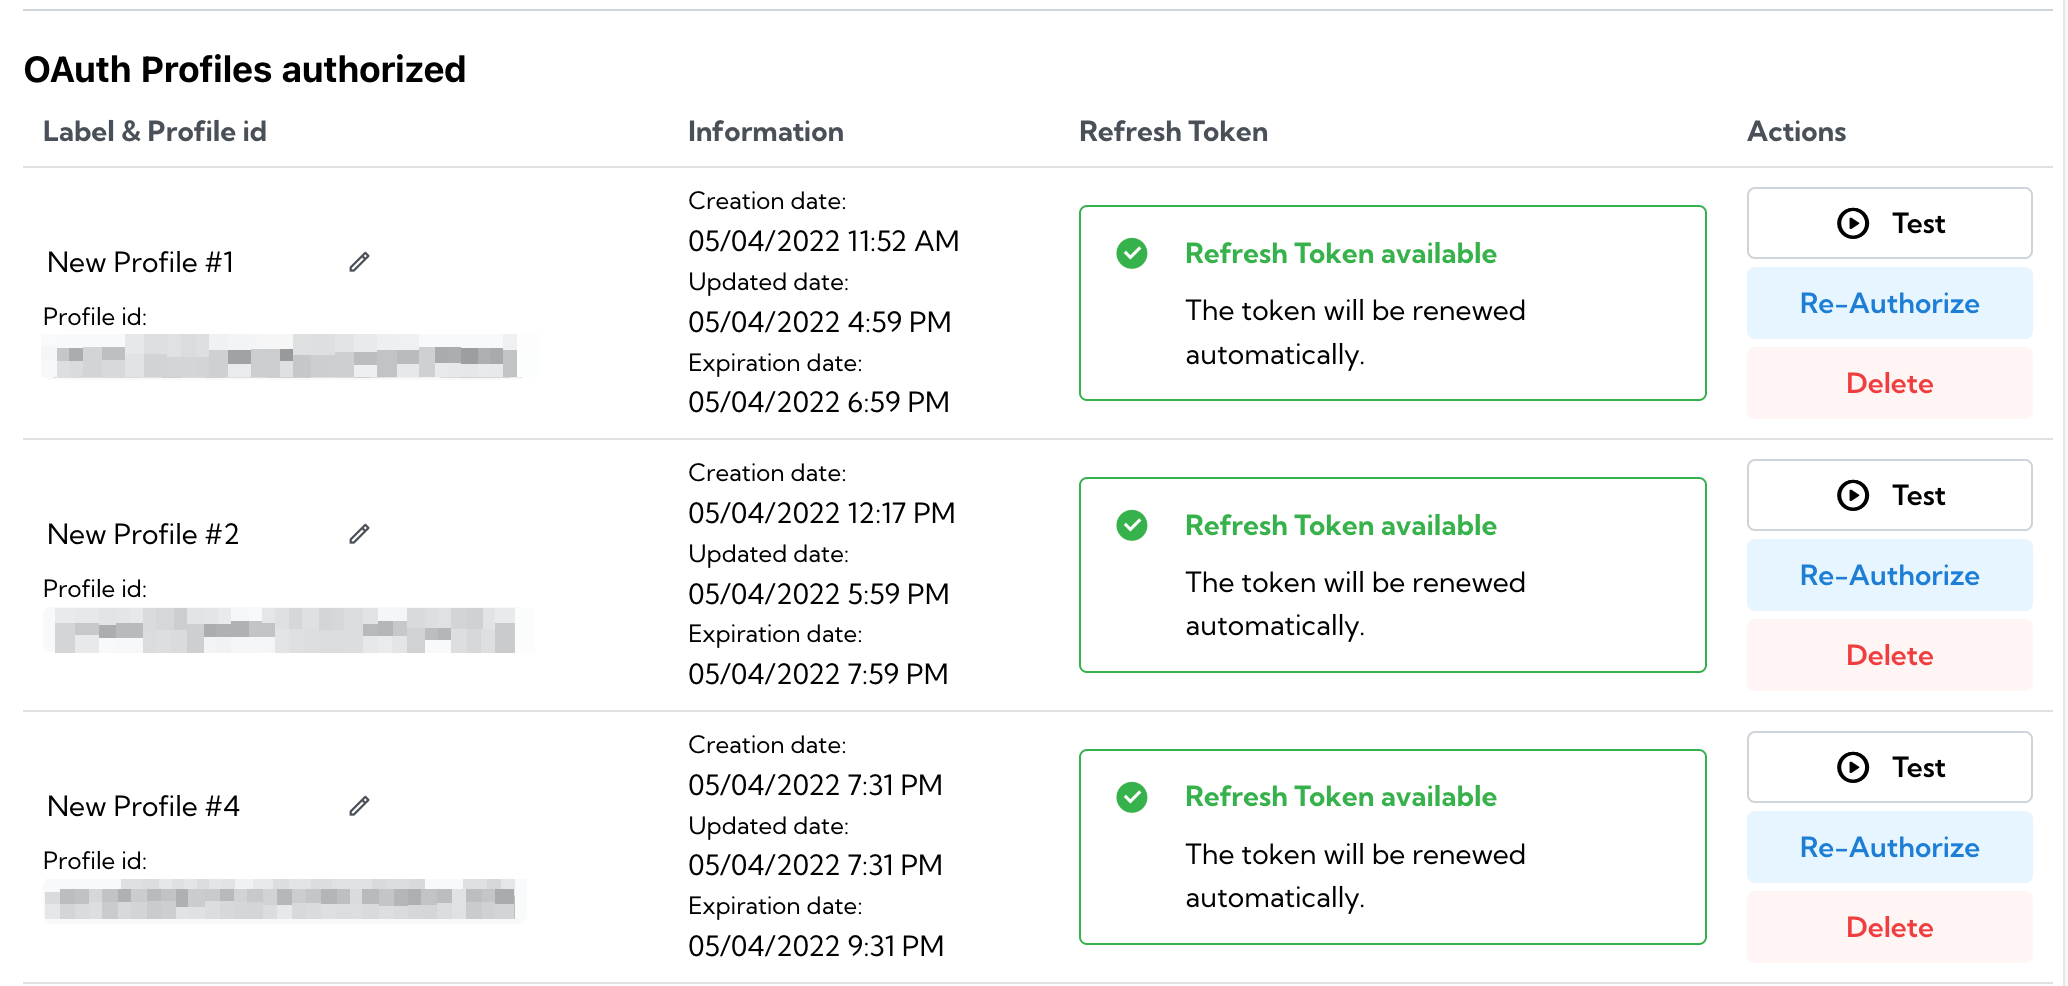 OAuth Profiles authorized
Label & Profile id
Information
Refresh Token
Actions
New Profile #1
Profile id:
Creation date:
05/04/2022 11:52 AM
Updated date:
05/04/2022 4:59 PM
Expiration date:
05/04/2022 6:59 PM
Refresh Token available
The token will be renewed
automatically.
Test
Re-Authorize
Delete
New Profile #2
Profile id:
Creation date:
05/04/2022 12:17 PM
Updated date:
05/04/2022 5:59 PM
Expiration date:
05/04/2022 7:59 PM
Refresh Token available
The token will be renewed
automatically.
Test
Re-Authorize
Delete
New Profile #4
Profile id:
Creation date:
05/04/2022 7:31 PM
Updated date:
05/04/2022 7:31 PM
Expiration date:
05/04/2022 9:31 PM
Refresh Token available
The token will be renewed
automatically.
Test
Re-Authorize
Delete